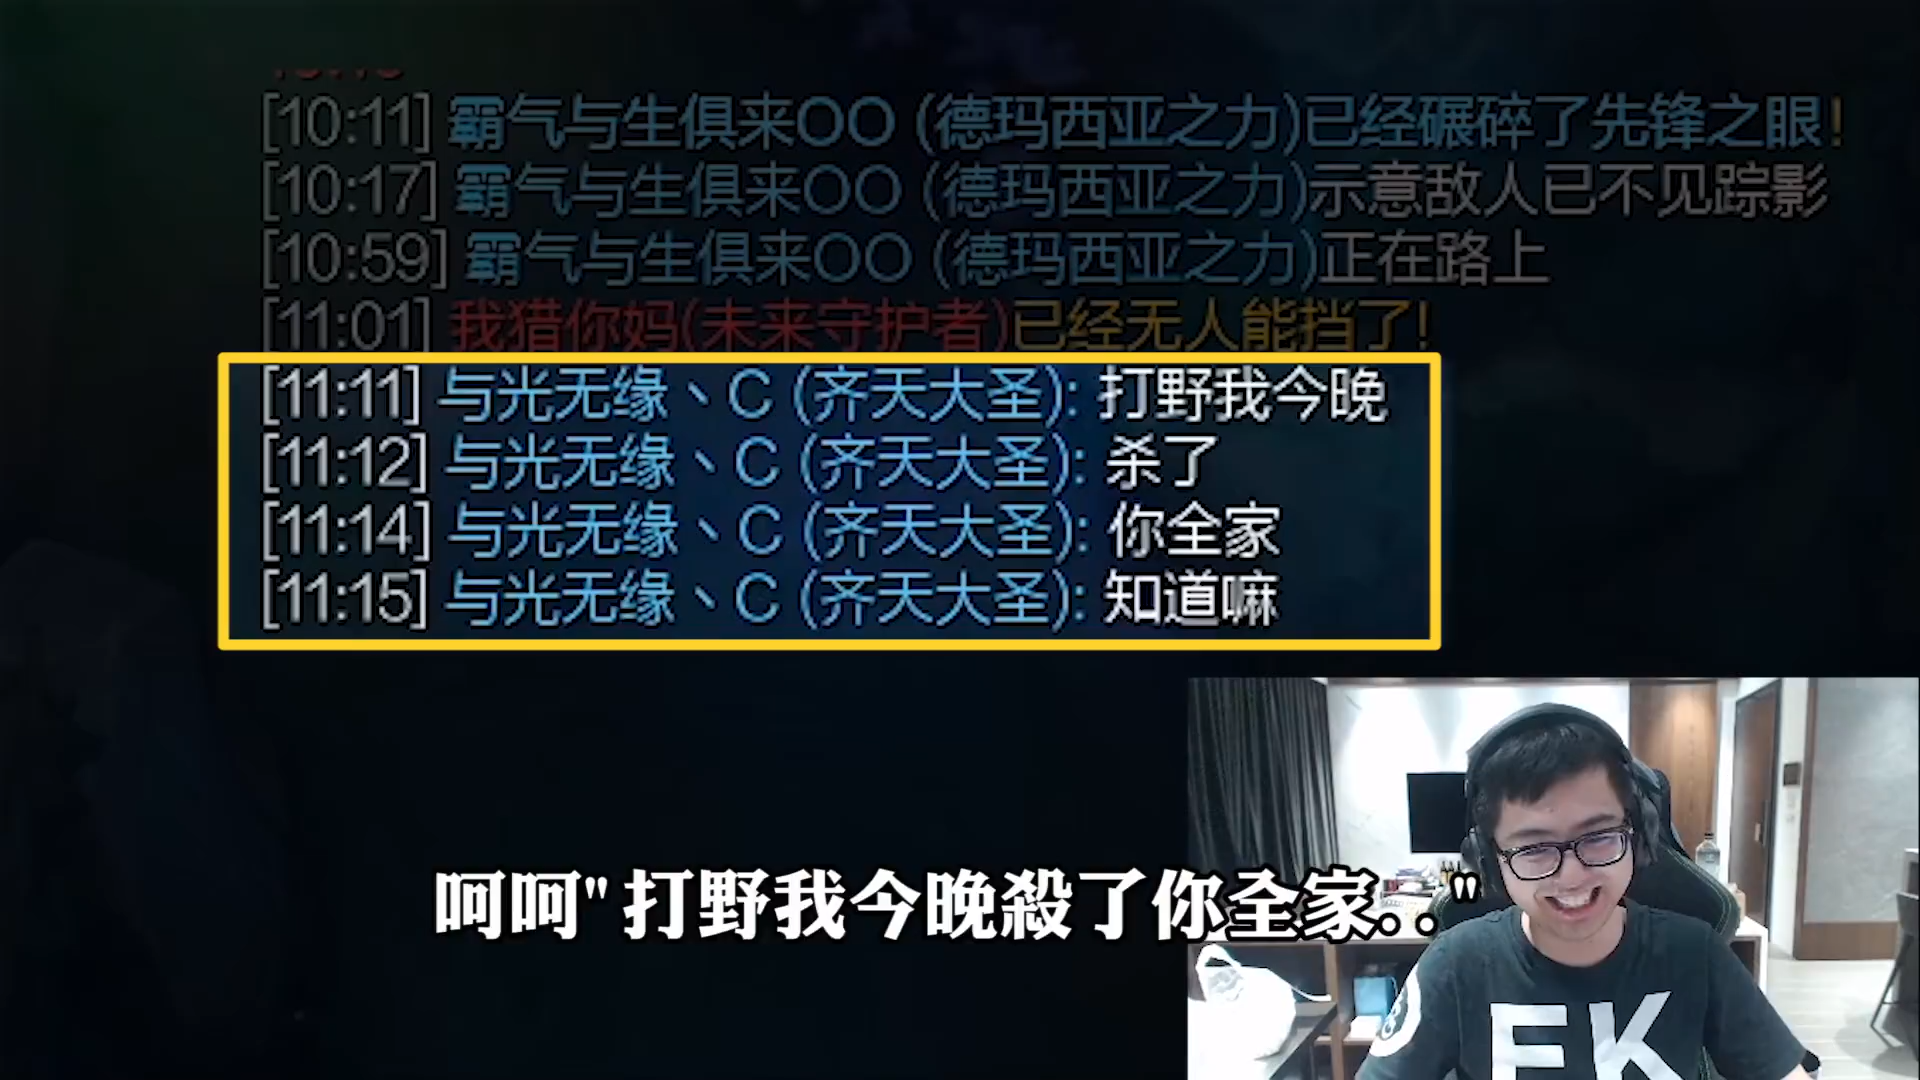 [10:11] 霸气与生俱来OO (德玛西亚之力)已经碾碎了先锋之眼!
[10:17] 霸气与生俱来OO (德玛西亚之力)示意敌人已不见踪影
[10:59] 霸气与生俱来OO (德玛西亚之力)正在路上
[11:01] 我猎你妈(未来守护者)已经无人能挡了!
[11:11] 与光无缘丶C (齐天大圣): 打野我今晚
[11:12] 与光无缘丶C (齐天大圣): 杀了
[11:14] 与光无缘丶C (齐天大圣): 你全家
[11:15] 与光无缘丶C (齐天大圣): 知道嘛
呵呵"打野我今晚殺了你全家.."
EK